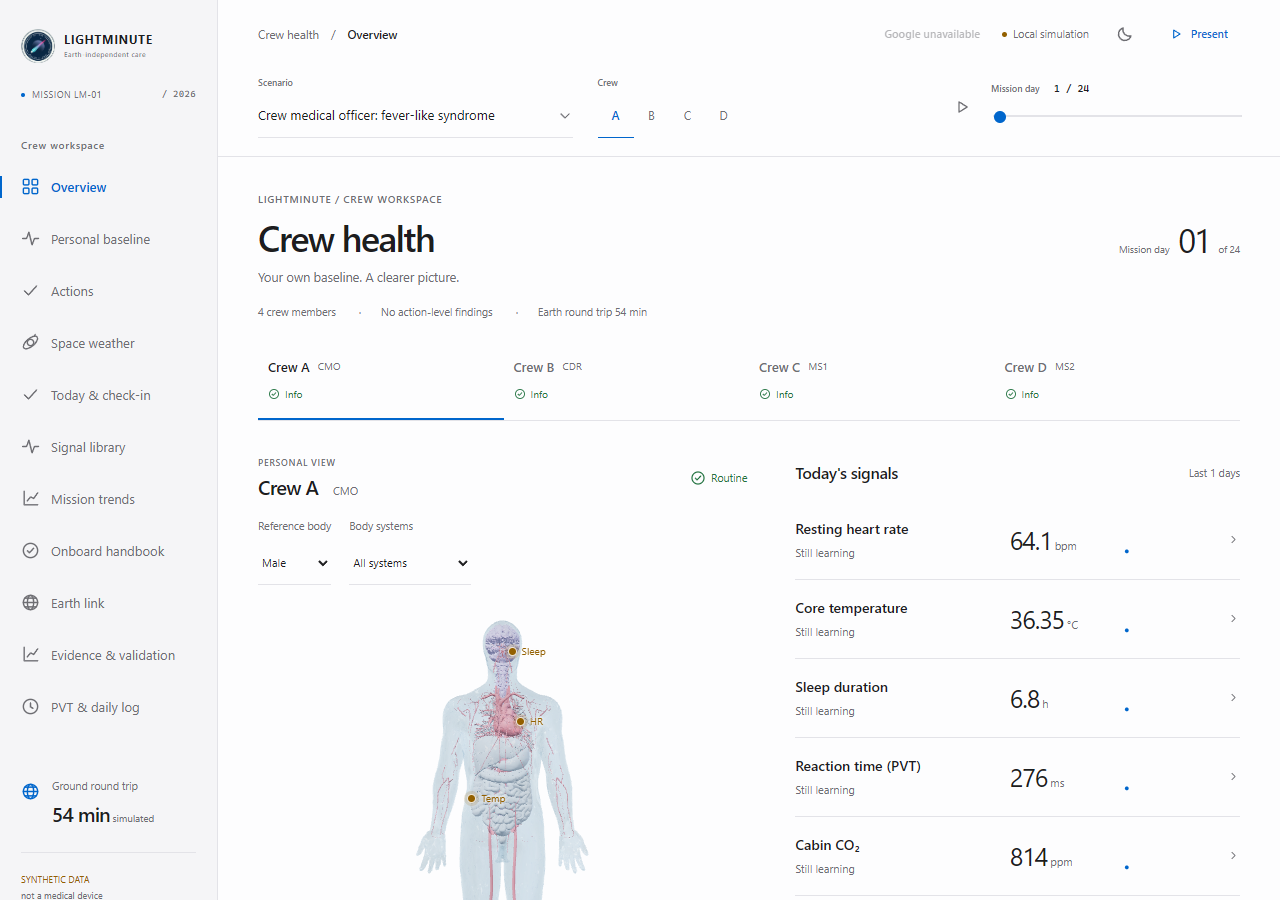 LIGHTMINUTE
Earth independent care
MISSION LM-01 / 2026
Crew workspace
Overview
Personal baseline
Actions
Space weather
Today & check-in
Signal library
Mission trends
Onboard handbook
Earth link
Evidence & validation
PVT & daily log
Ground round trip
54 min simulated
SYNTHETIC DATA
not a medical device
Crew health / Overview
Google unavailable
Local simulation
Present
Scenario
Crew medical officer: fever-like syndrome
Crew
A B C D
Mission day 1 / 24
LIGHTMINUTE / CREW WORKSPACE
Crew health
Your own baseline. A clearer picture.
Mission day 01 of 24
4 crew members · No action-level findings · Earth round trip 54 min
Crew A CMO
Info
Crew B CDR
Info
Crew C MS1
Info
Crew D MS2
Info
PERSONAL VIEW
Crew A CMO
Routine
Reference body
Male
Body systems
All systems
Sleep
HR
Temp
Today's signals
Last 1 days
Resting heart rate
Still learning
64.1 bpm
Core temperature
Still learning
36.35 °C
Sleep duration
Still learning
6.8 h
Reaction time (PVT)
Still learning
276 ms
Cabin CO₂
Still learning
814 ppm